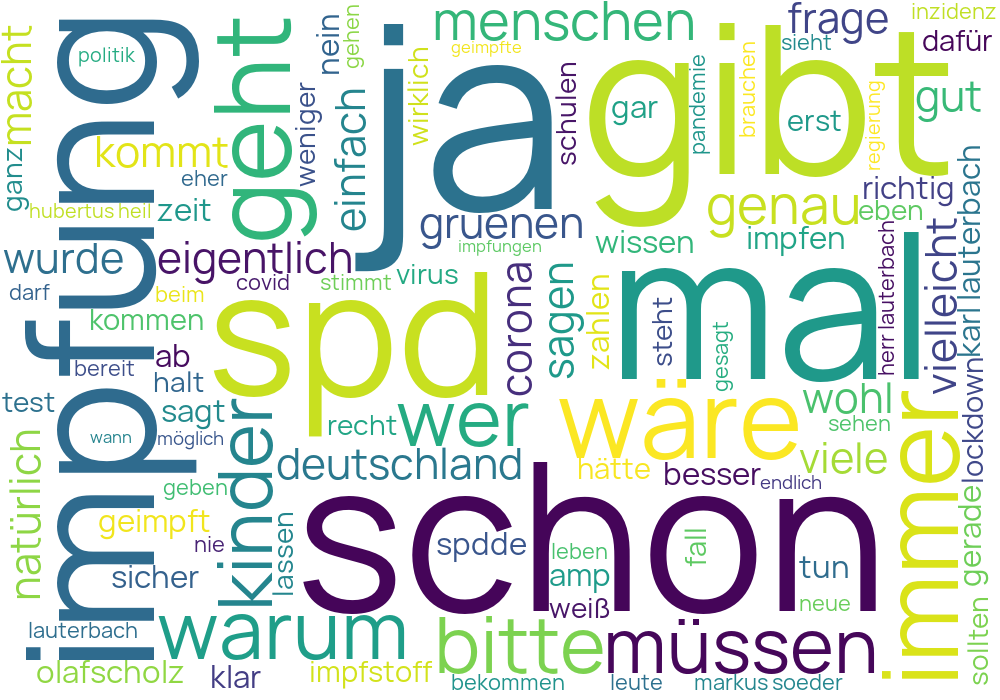 menschen
frage
inzidenz
dafür
macht
politik
impfung
geht
nein
gehen
geimpfte
ja
gibt
sieht
gut
ganz
kommt
eher
weniger
einfach
wirklich
schulen
gar
pandemie
brauchen
erst
regierung
hubertus heil
zeit
gruenen
genau
richtig
eben
wissen
impfen
impfungen
wurde
eigentlich
virus
stimmt
covid
darf
beim
kommen
spd
corona
sagen
zahlen
steht
gesagt
mal
herr lauterbach
vielleicht
karllauterbach
lockdown
ab
bereit
halt
test
sagt
recht
wer
wäre
wohl
sehen
immer
wann
möglich
kinder
deutschland
hätte
besser
endlich
viele
natürlich
geben
geimpft
nie
lassen
schon
spdde
leben
amp
weiß
fall
tun
neue
gerade
sollten
sicher
lauterbach
warum
bitte
müssen
olafscholz
klar
impfstoff
bekommen
leute
markus soeder